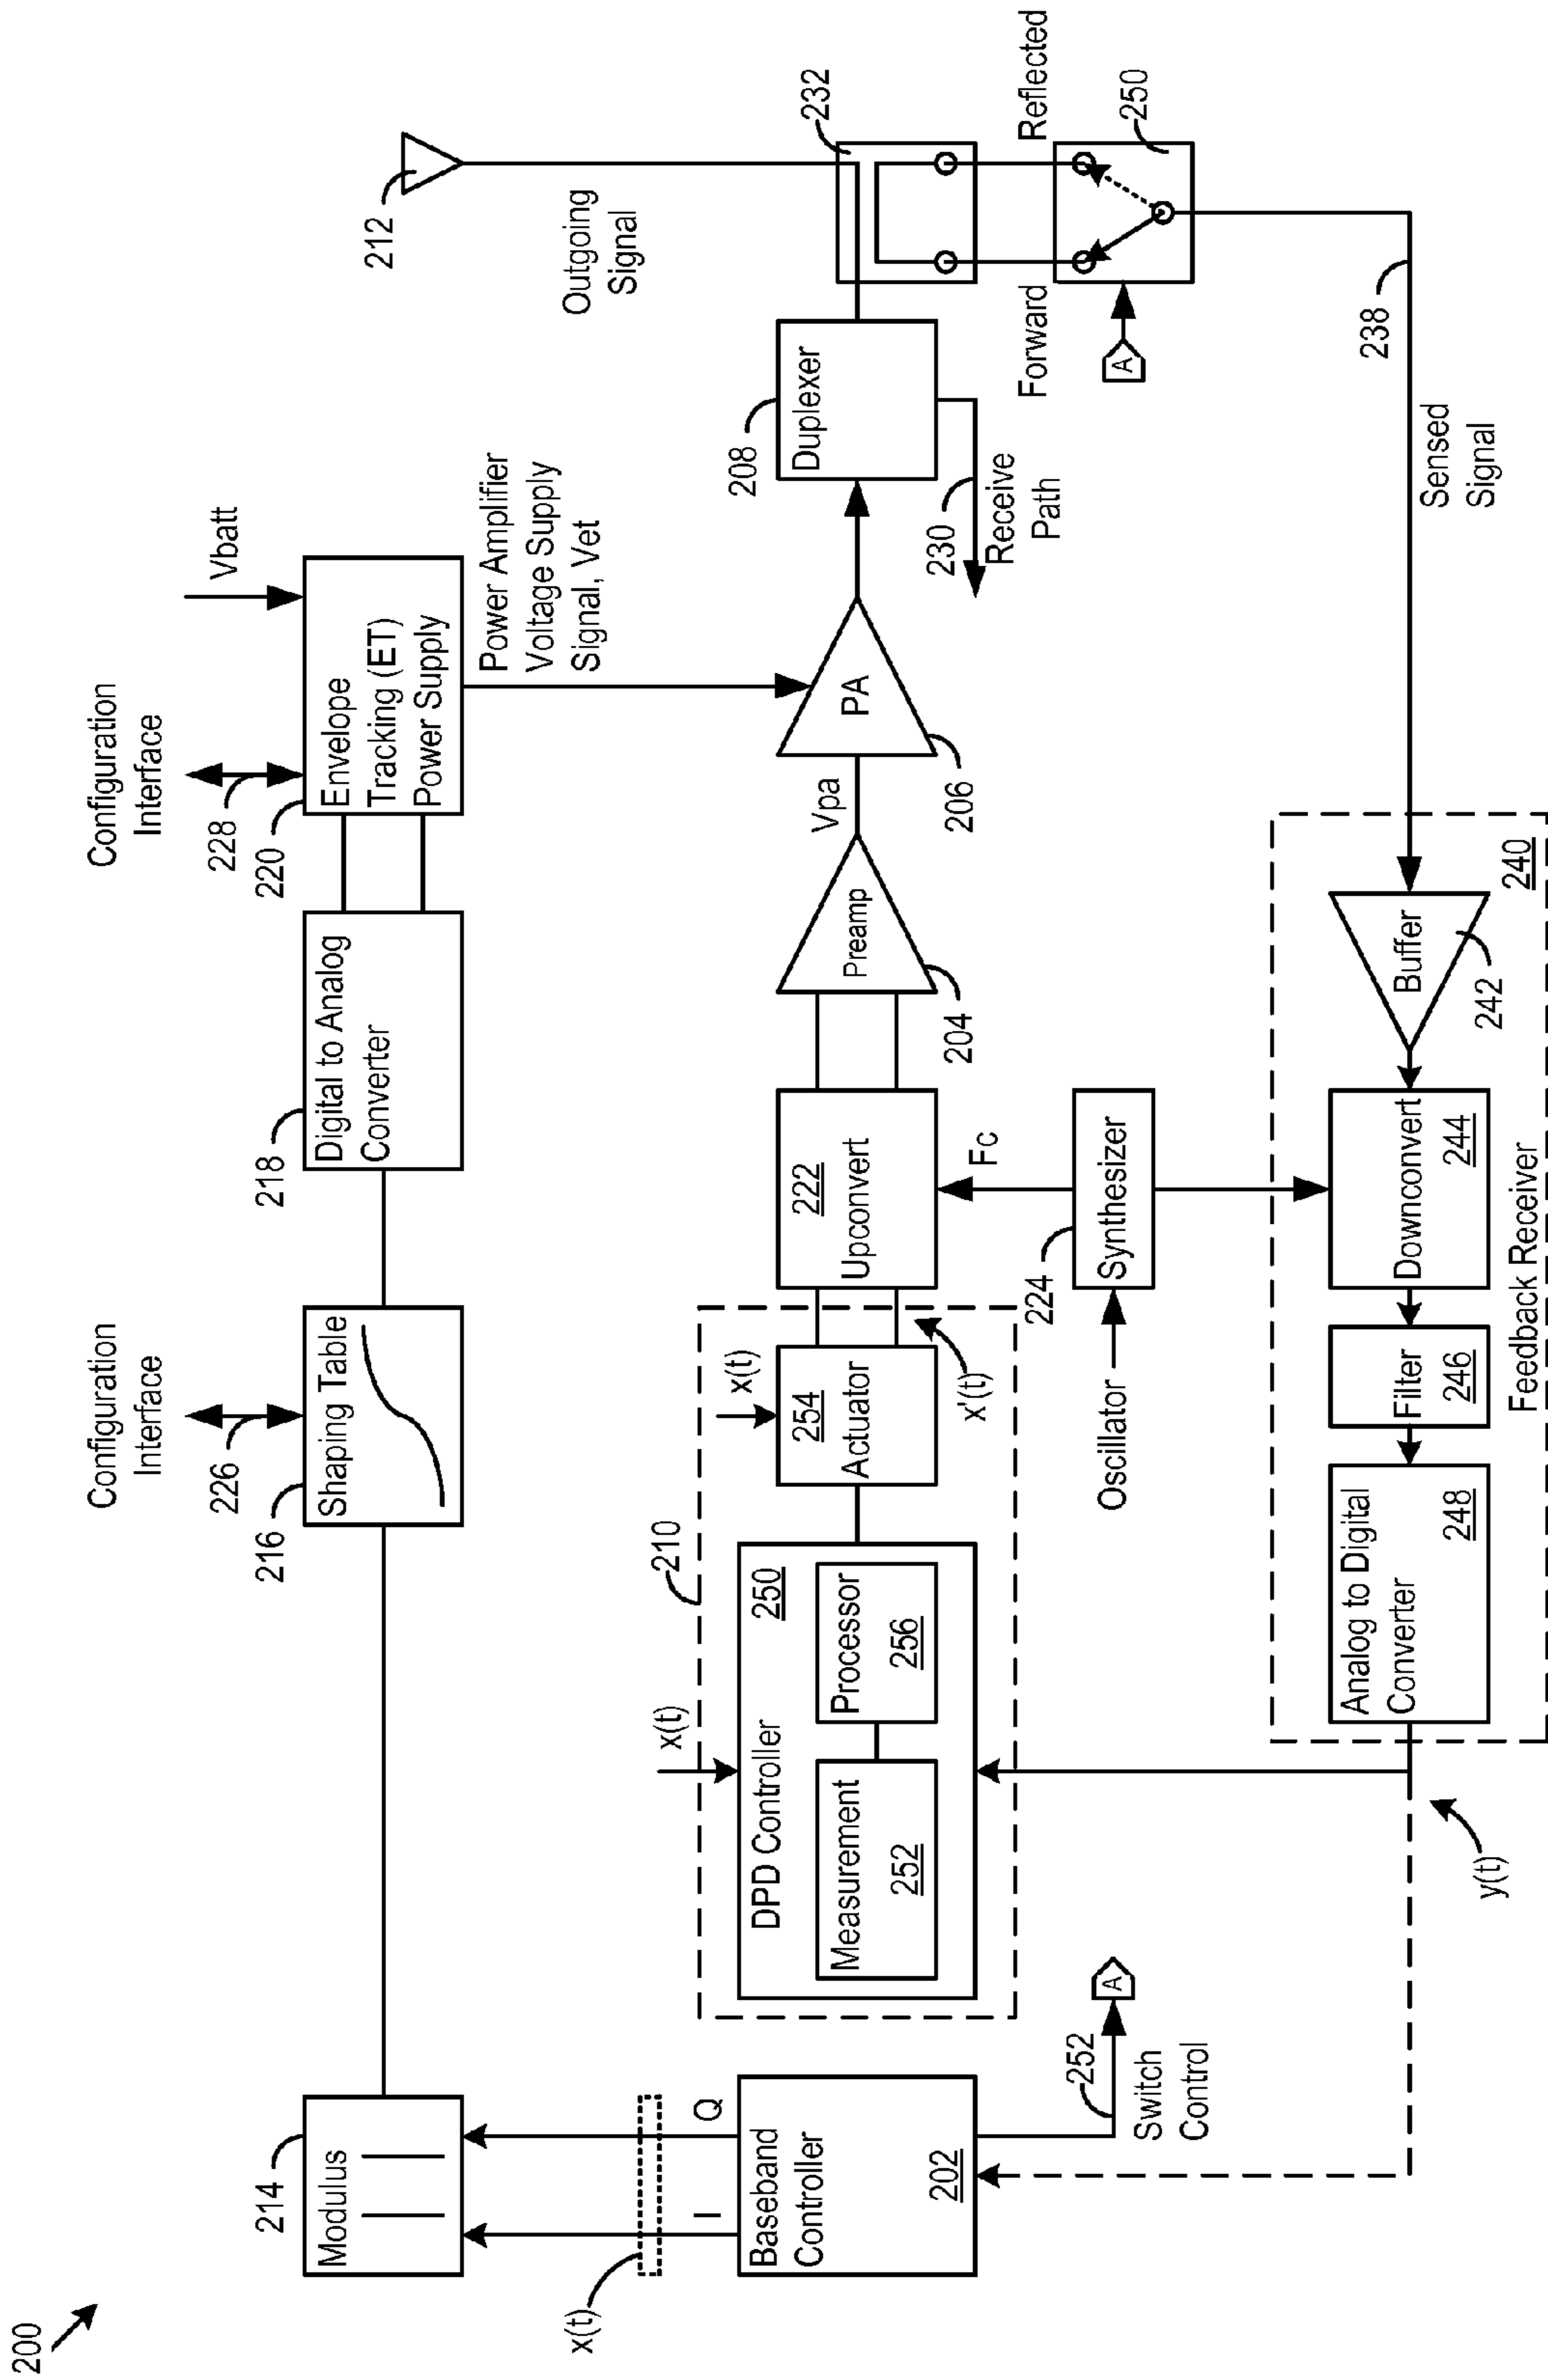 200
Configuration
Interface
226
216
Shaping Table
Configuration
Interface
228
220
Envelope
Tracking (ET)
Power Supply
Vbatt
214
Modulus
218
Digital to Analog
Converter
Power Amplifier
Voltage Supply
Signal, Vet
212
Outgoing
Signal
x(t)
I
Q
Baseband
Controller
202
252
Switch
Control
A
210
x(t)
DPD Controller
250
Measurement
252
Processor
256
x(t)
254
Actuator
x'(t)
222
Upconvert
Fc
Preamp
204
Vpa
PA
206
208
Duplexer
230
Receive
Path
232
Forward
Reflected
250
A
Oscillator
224
Synthesizer
238
Sensed
Signal
240
Buffer
242
Downconvert
244
Filter
246
Analog to Digital
Converter
248
Feedback Receiver
y(t)